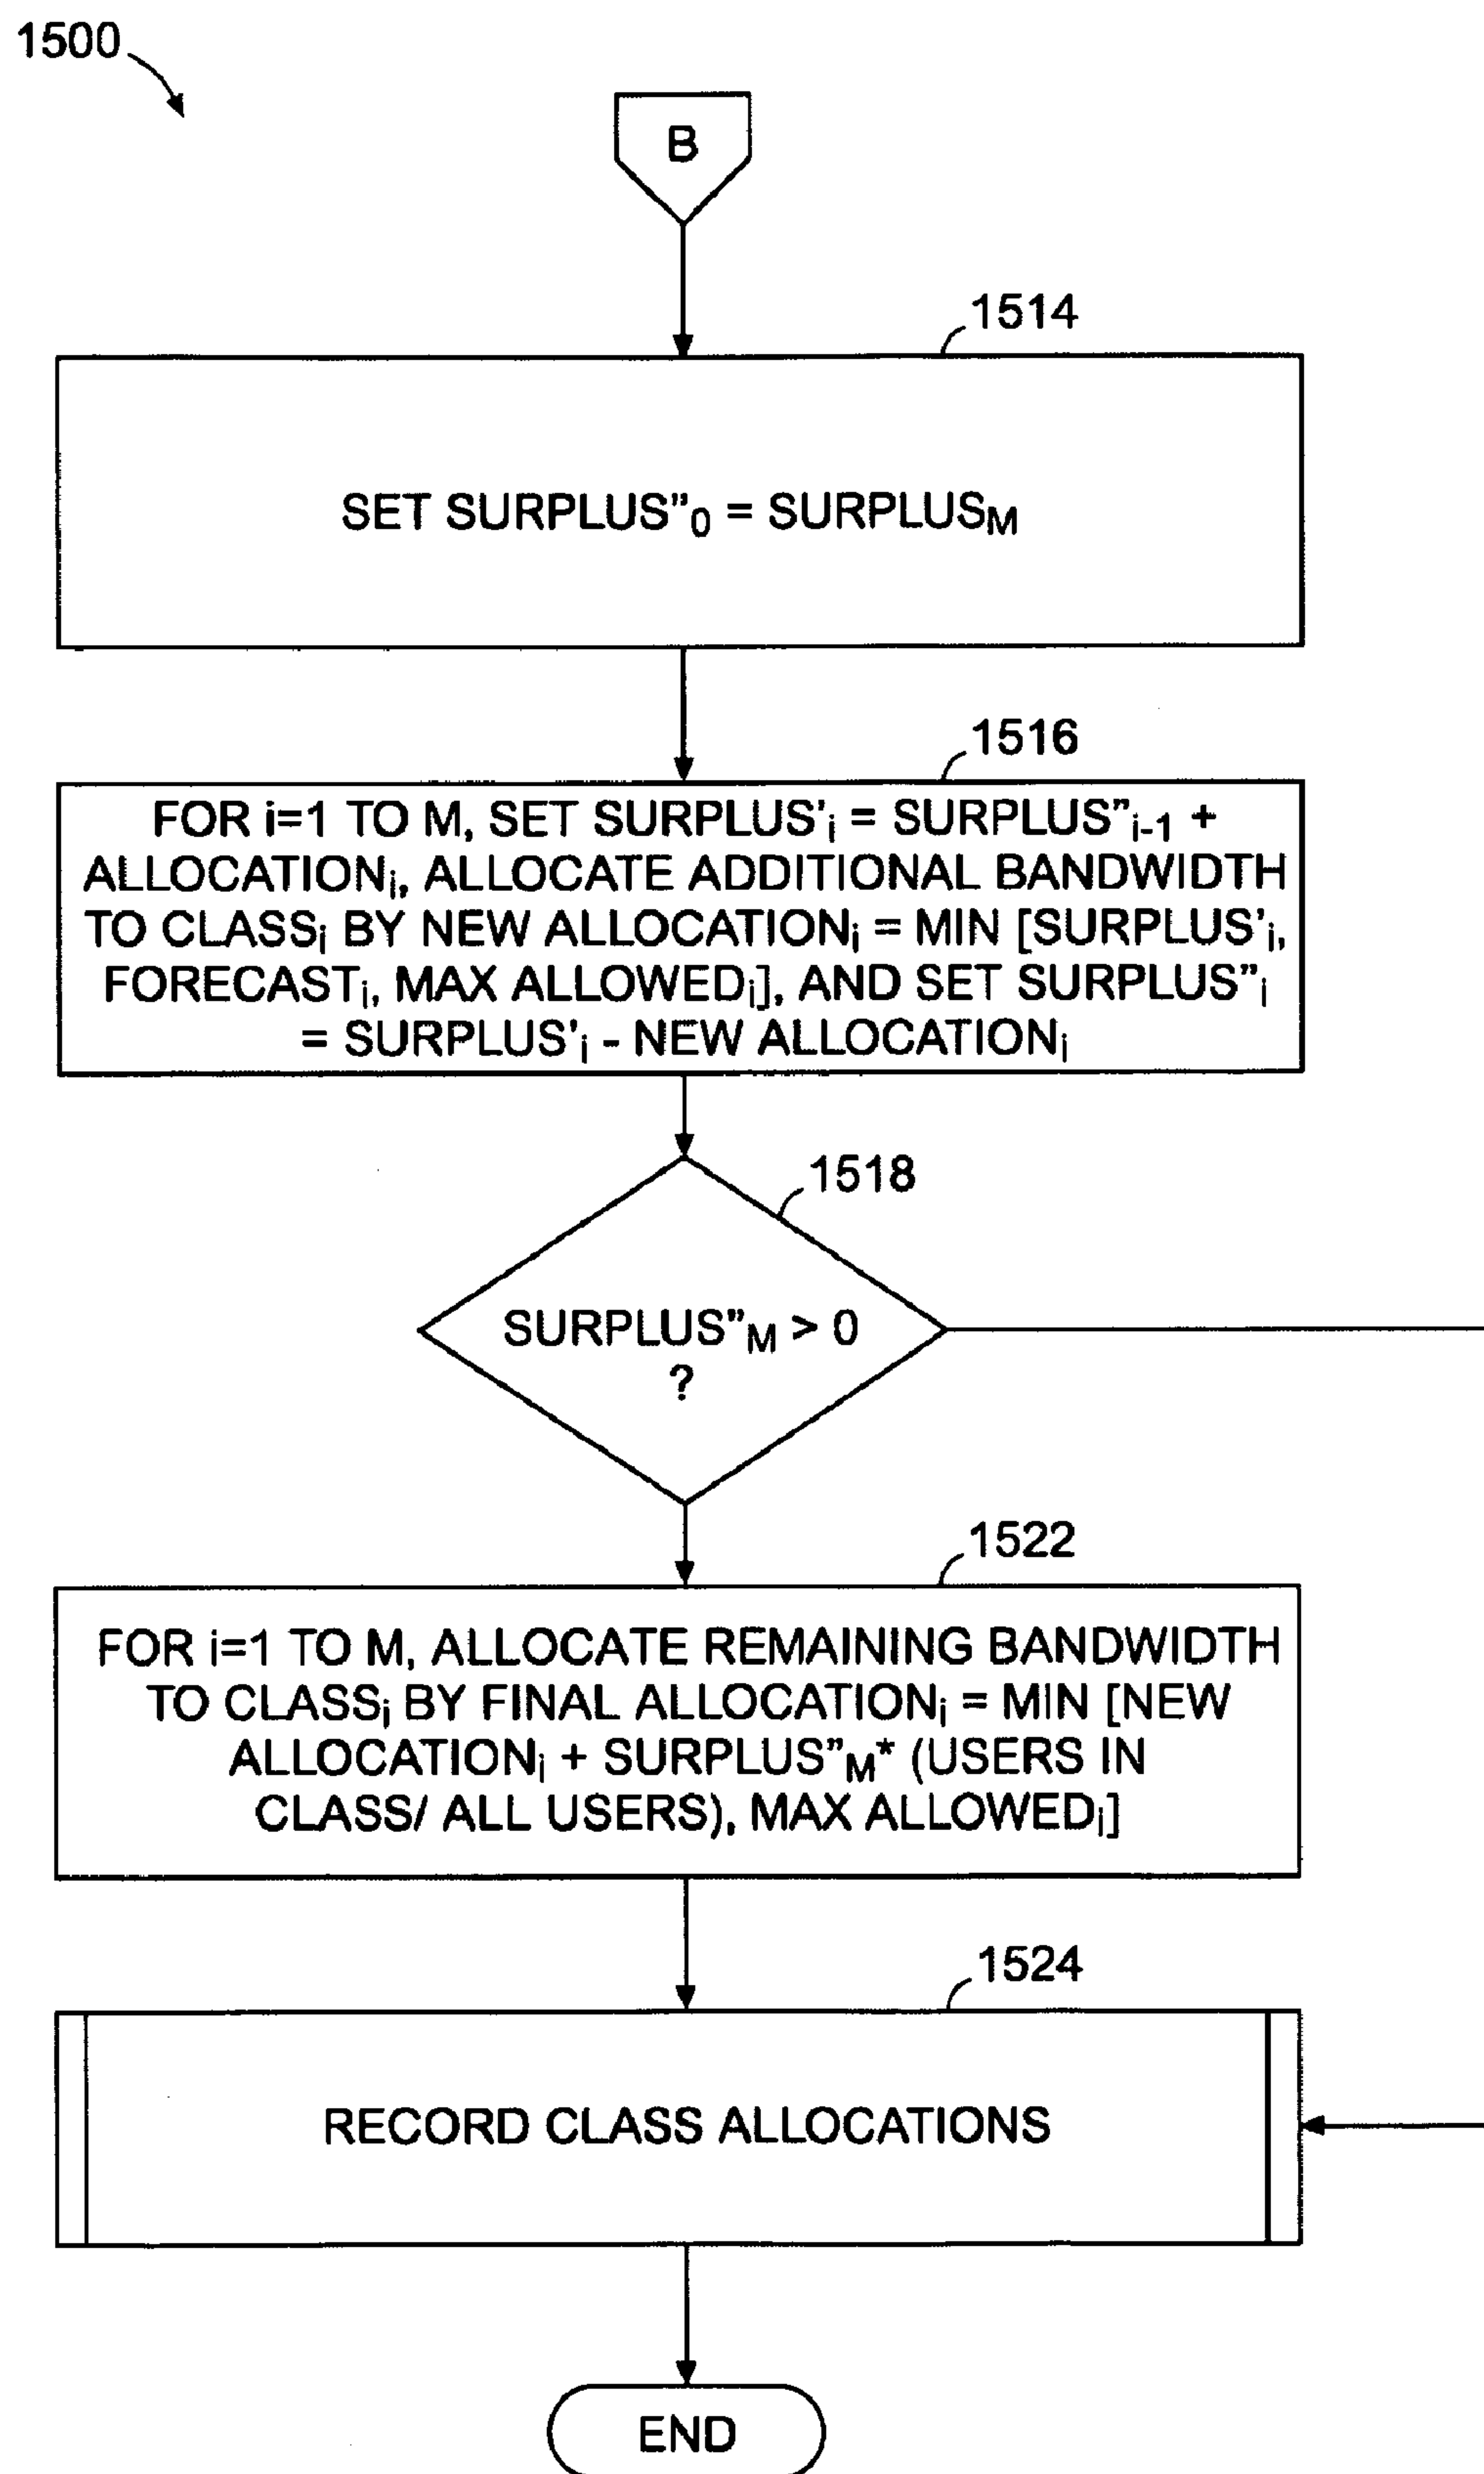 1500
B
1514
SET SURPLUS”₀ = SURPLUSM
1516
FOR i=1 TO M, SET SURPLUS’i = SURPLUS”i-1 +
ALLOCATIONi, ALLOCATE ADDITIONAL BANDWIDTH
TO CLASSi BY NEW ALLOCATIONi = MIN [SURPLUS’i,
FORECASTi, MAX ALLOWEDi], AND SET SURPLUS”i
= SURPLUS’i - NEW ALLOCATIONi
1518
SURPLUS”M > 0
?
1522
FOR i=1 TO M, ALLOCATE REMAINING BANDWIDTH
TO CLASSi BY FINAL ALLOCATIONi = MIN [NEW
ALLOCATIONi + SURPLUS”M* (USERS IN
CLASS/ ALL USERS), MAX ALLOWEDi]
1524
RECORD CLASS ALLOCATIONS
END